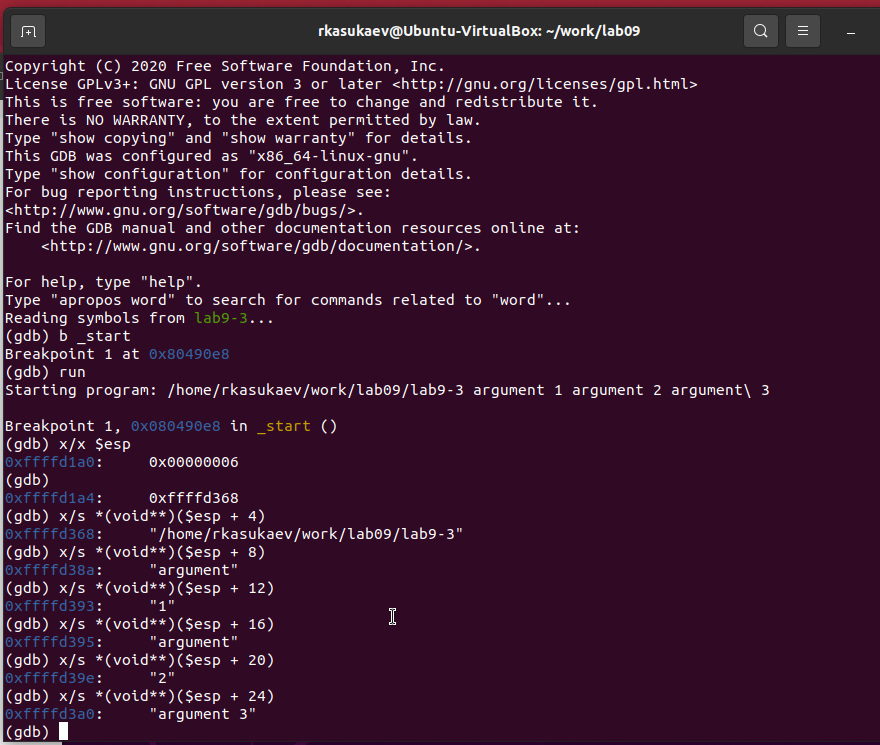 rkasukaev@Ubuntu-VirtualBox: ~/work/lab09
Copyright (C) 2020 Free Software Foundation, Inc.
License GPLv3+: GNU GPL version 3 or later <http://gnu.org/licenses/gpl.html>
This is free software: you are free to change and redistribute it.
There is NO WARRANTY, to the extent permitted by law.
Type "show copying" and "show warranty" for details.
This GDB was configured as "x86_64-linux-gnu".
Type "show configuration" for configuration details.
For bug reporting instructions, please see:
<http://www.gnu.org/software/gdb/bugs/>.
Find the GDB manual and other documentation resources online at:
    <http://www.gnu.org/software/gdb/documentation/>.

For help, type "help".
Type "apropos word" to search for commands related to "word"...
Reading symbols from lab9-3...
(gdb) b _start
Breakpoint 1 at 0x80490e8
(gdb) run
Starting program: /home/rkasukaev/work/lab09/lab9-3 argument 1 argument 2 argument\ 3

Breakpoint 1, 0x080490e8 in _start ()
(gdb) x/x $esp
0xffffd1a0:     0x00000006
(gdb)
0xffffd1a4:     0xffffd368
(gdb) x/s *(void**)($esp + 4)
0xffffd368:     "/home/rkasukaev/work/lab09/lab9-3"
(gdb) x/s *(void**)($esp + 8)
0xffffd38a:     "argument"
(gdb) x/s *(void**)($esp + 12)
0xffffd393:     "1"
(gdb) x/s *(void**)($esp + 16)
0xffffd395:     "argument"
(gdb) x/s *(void**)($esp + 20)
0xffffd39e:     "2"
(gdb) x/s *(void**)($esp + 24)
0xffffd3a0:     "argument 3"
(gdb)